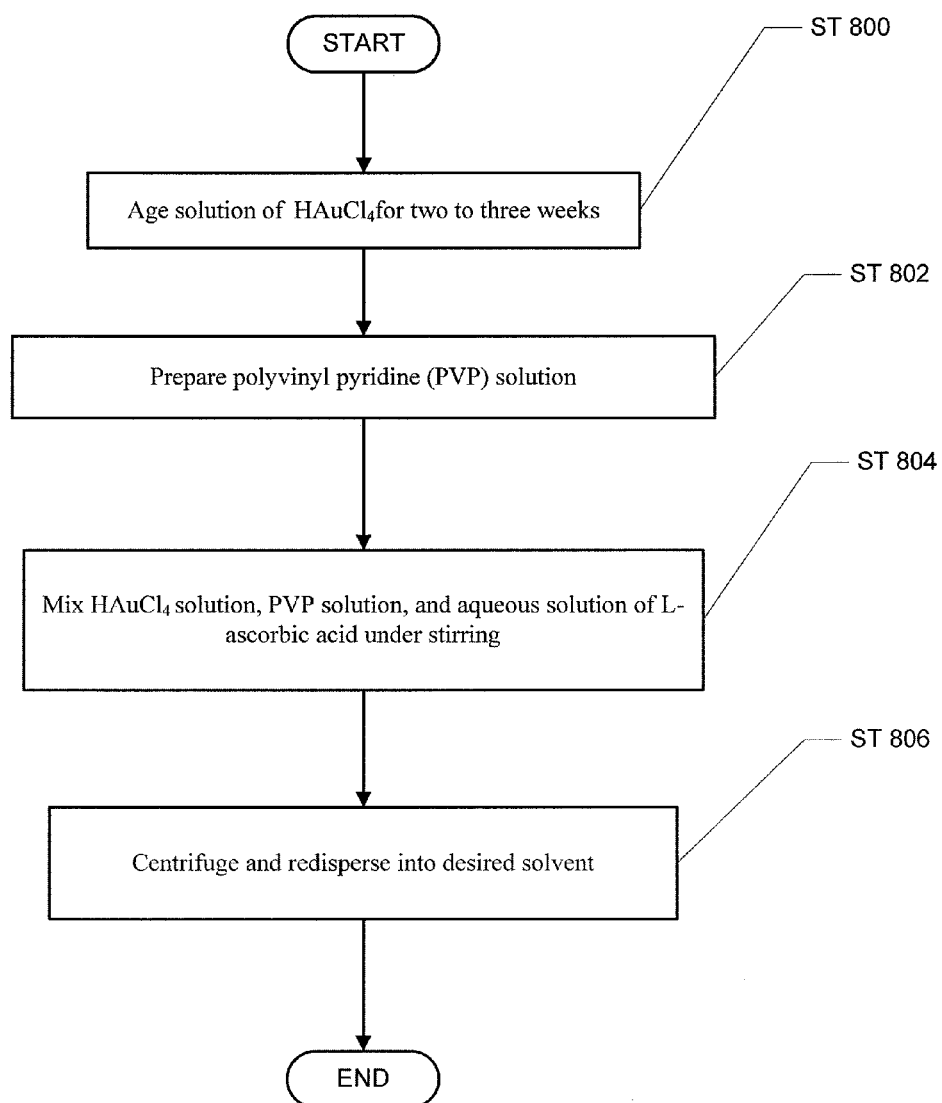 START
ST 800
Age solution of HAuCl4for two to three weeks
ST 802
Prepare polyvinyl pyridine (PVP) solution
ST 804
Mix HAuCl4 solution, PVP solution, and aqueous solution of L-
ascorbic acid under stirring
ST 806
Centrifuge and redisperse into desired solvent
END